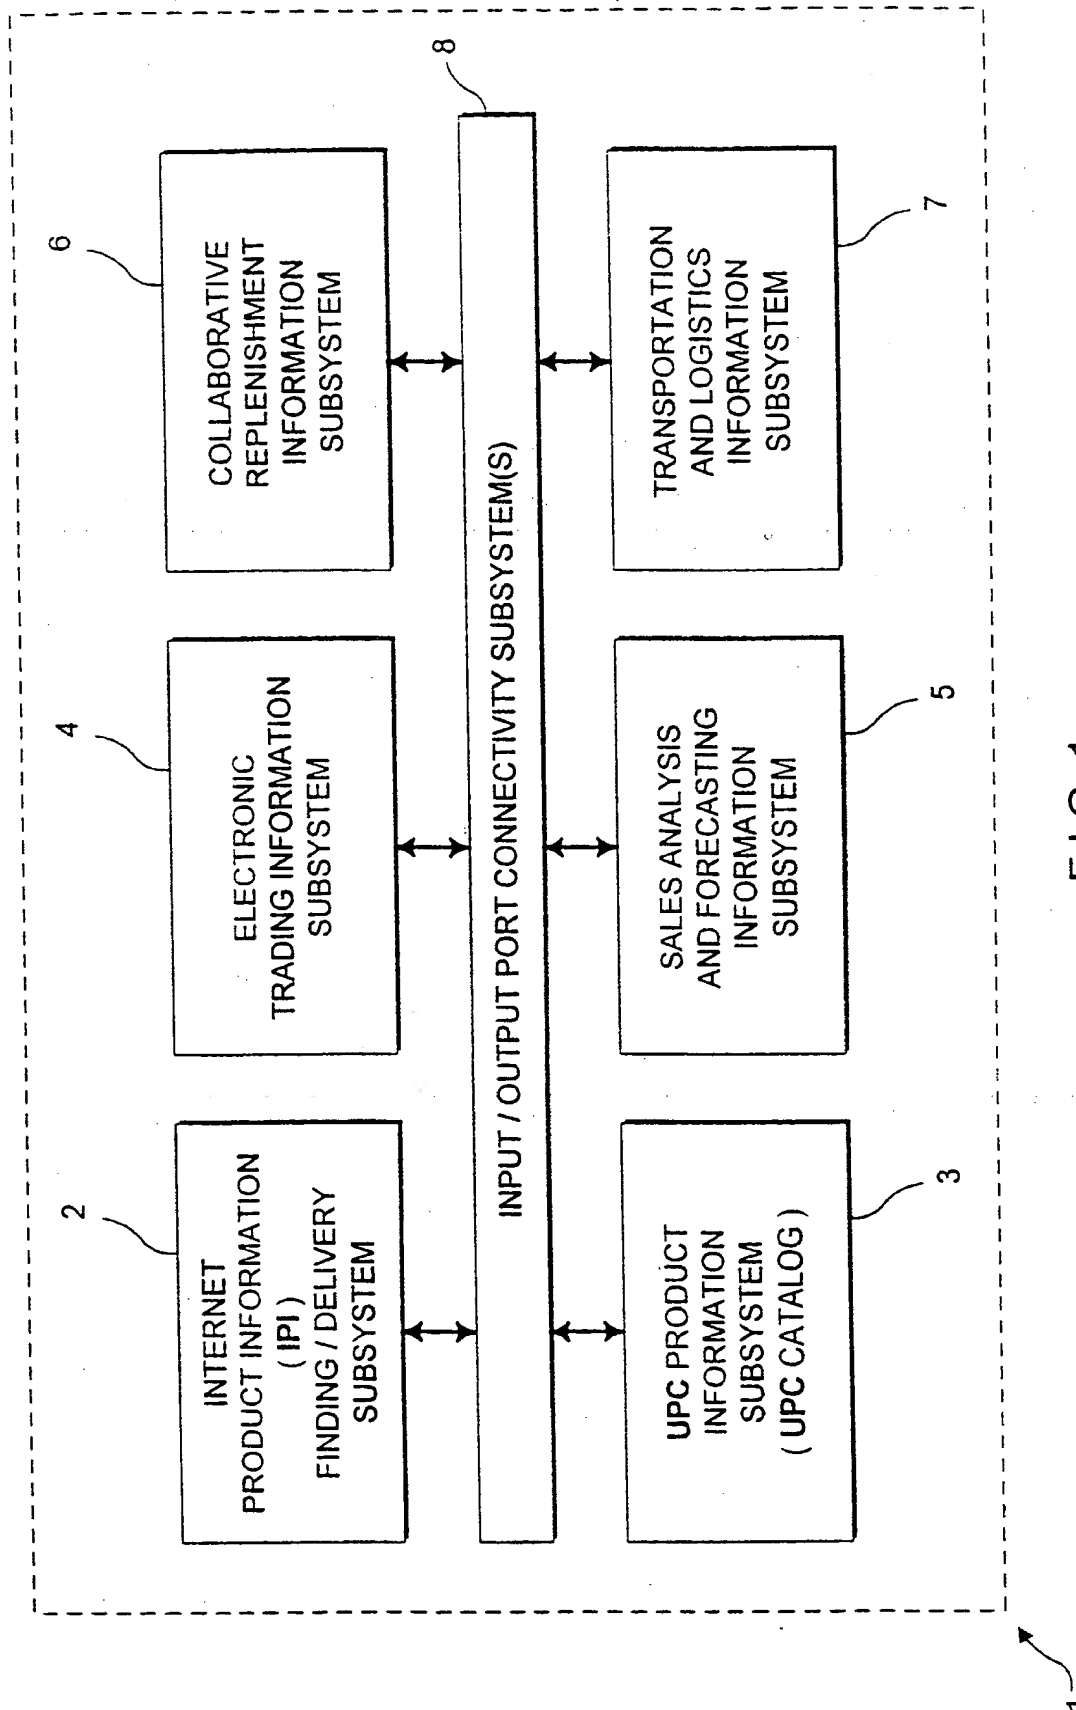 2
INTERNET
PRODUCT INFORMATION
( IPI )
FINDING / DELIVERY
SUBSYSTEM
4
ELECTRONIC
TRADING INFORMATION
SUBSYSTEM
6
COLLABORATIVE
REPLENISHMENT
INFORMATION
SUBSYSTEM
8
INPUT / OUTPUT PORT CONNECTIVITY SUBSYSTEM(S)
UPC PRODUCT
INFORMATION
SUBSYSTEM
( UPC CATALOG )
3
SALES ANALYSIS
AND FORECASTING
INFORMATION
SUBSYSTEM
5
TRANSPORTATION
AND LOGISTICS
INFORMATION
SUBSYSTEM
7
1